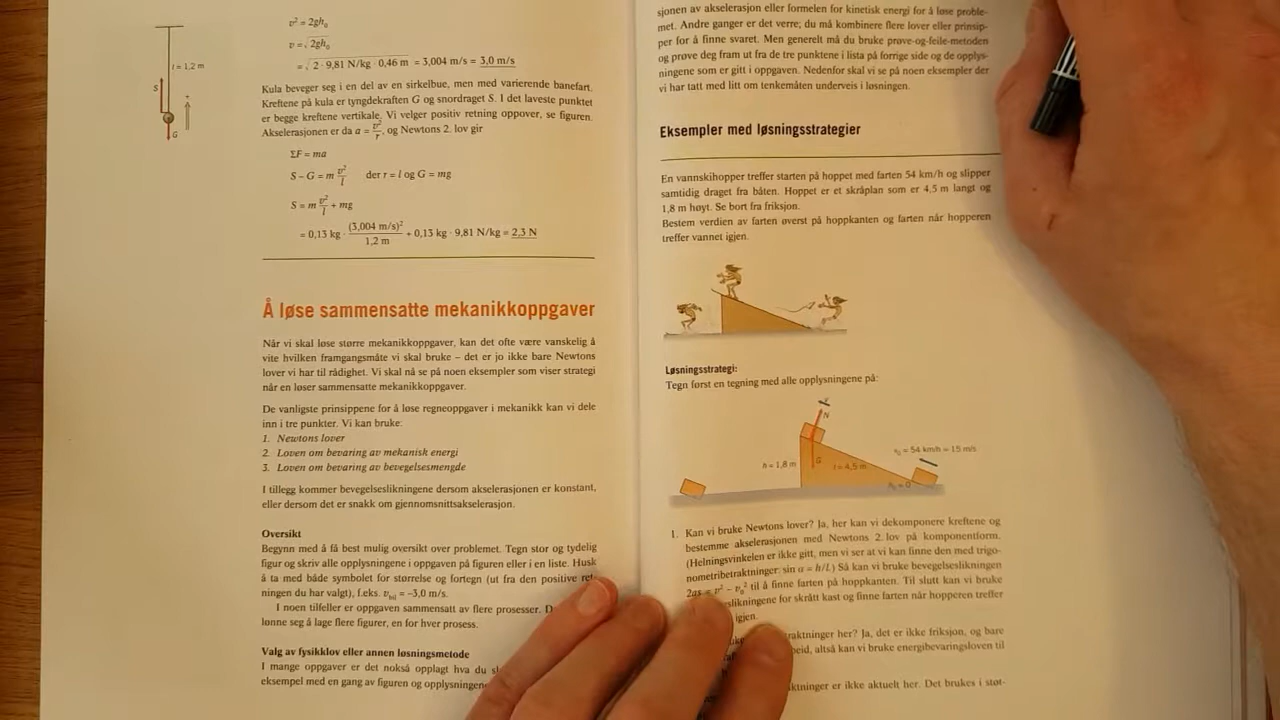 v² = 2gh₀
v = √2gh₀
= √2 · 9,81 N/kg · 0,46 m = 3,004 m/s = 3,0 m/s
l = 1,2 m
S
+
G
Kula beveger seg i en del av en sirkelbue, men med varierende banefart.
Kreftene på kula er tyngdekraften G og snordraget S. I det laveste punktet
er begge kreftene vertikale. Vi velger positiv retning oppover, se figuren.
Akselerasjonen er da a = v²/r, og Newtons 2. lov gir
ΣF = ma
S – G = m v²/l der r = l og G = mg
S = m v²/l + mg
= 0,13 kg · (3,004 m/s)²/1,2 m + 0,13 kg · 9,81 N/kg = 2,3 N
Å løse sammensatte mekanikkoppgaver
Når vi skal løse større mekanikkoppgaver, kan det ofte være vanskelig å
vite hvilken framgangsmåte vi skal bruke – det er jo ikke bare Newtons
lover vi har til rådighet. Vi skal nå se på noen eksempler som viser strategi
når en løser sammensatte mekanikkoppgaver.
De vanligste prinsippene for å løse regneoppgaver i mekanikk kan vi dele
inn i tre punkter. Vi kan bruke:
1. Newtons lover
2. Loven om bevaring av mekanisk energi
3. Loven om bevaring av bevegelsesmengde
I tillegg kommer bevegelseslikningene dersom akselerasjonen er konstant,
eller dersom det er snakk om gjennomsnittsakselerasjon.
Oversikt
Begynn med å få best mulig oversikt over problemet. Tegn stor og tydelig
figur og skriv alle opplysningene i oppgaven på figuren eller i en liste. Husk
å ta med både symbolet for størrelse og fortegn (ut fra den positive ret-
ningen du har valgt), f.eks. = –3,0 m/s.
I noen tilfeller er oppgaven sammensatt av flere prosesser. D
lønne seg å lage flere figurer, en for hver prosess.
Valg av fysikklov eller annen løsningsmetode
I mange oppgaver er det nokså opplagt hva du
eksempel med en gang av figuren og opplysningen
sjonen av akselerasjon eller formelen for kinetisk energi for å løse proble-
met. Andre ganger er det verre; du må kombinere flere lover eller prinsip-
per for å finne svaret. Men generelt må du bruke prøve-og-feile-metoden
og prøve deg fram ut fra de tre punktene i lista på forrige side og de opplys-
ningene som er gitt i oppgaven. Nedenfor skal vi se på noen eksempler der
vi har tatt med litt om tenkemåten underveis i løsningen.
Eksempler med løsningsstrategier
En vannskihopper treffer starten på hoppet med farten 54 km/h og slipper
samtidig draget fra båten. Hoppet er et skråplan som er 4,5 m langt og
1,8 m høyt. Se bort fra friksjon.
Bestem verdien av farten øverst på hoppkanten og farten når hopperen
treffer vannet igjen.
Løsningsstrategi:
Tegn først en tegning med alle opplysningene på:
v
N
G
h = 1,8 m
l = 4,5 m
v₀ = 54 km/h = 15 m/s
h₀ = 0
1. Kan vi bruke Newtons lover? Ja, her kan vi dekomponere kreftene og
bestemme akselerasjonen med Newtons 2. lov på komponentform.
(Helningsvinkelen er ikke gitt, men vi ser at vi kan finne den med trigo-
nometribetraktninger: sin α = h/l.) Så kan vi bruke bevegelseslikningen
2as = v² – v₀² til å finne farten på hoppkanten. Til slutt kan vi bruke
slikningene for skrått kast og finne farten når hopperen treffer
igjen.
raktninger her? Ja, det er ikke friksjon, og bare
beid, altså kan vi bruke energibevaringsloven til
ktninger er ikke aktuelt her. Det brukes i støt-